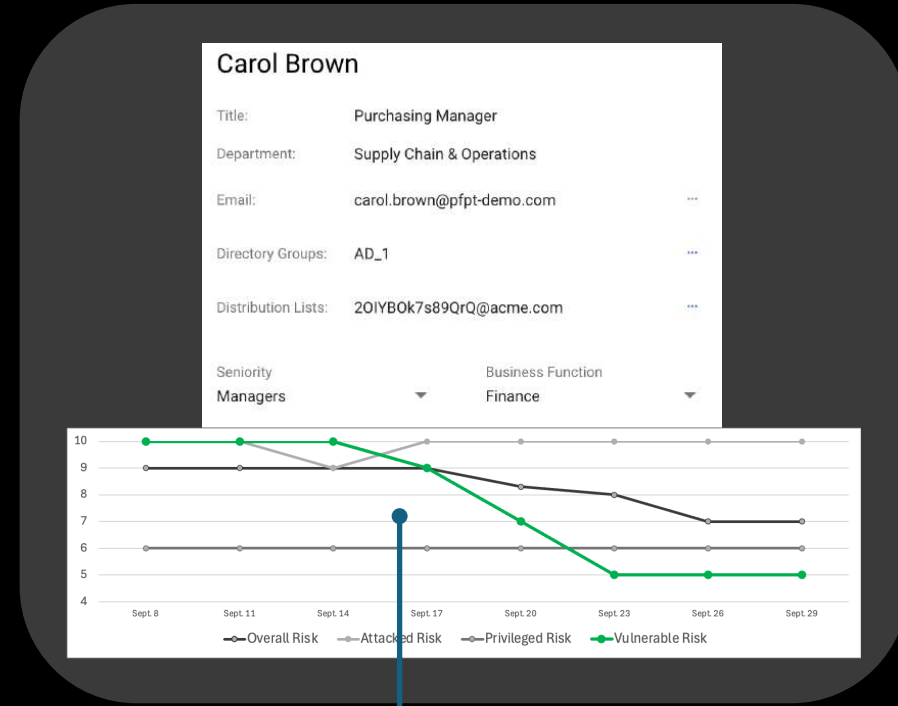 Carol Brown
Title: Purchasing Manager
Department: Supply Chain & Operations
Email: carol.brown@pfpt-demo.com ...
Directory Groups: AD_1 ...
Distribution Lists: 2OIYBOk7s89QrQ@acme.com ...
Seniority Business Function
Managers Finance
10
9
8
7
6
5
4
Sept. 8 Sept. 11 Sept. 14 Sept. 17 Sept. 20 Sept. 23 Sept. 26 Sept. 29
Overall Risk Attacked Risk Privileged Risk Vulnerable Risk